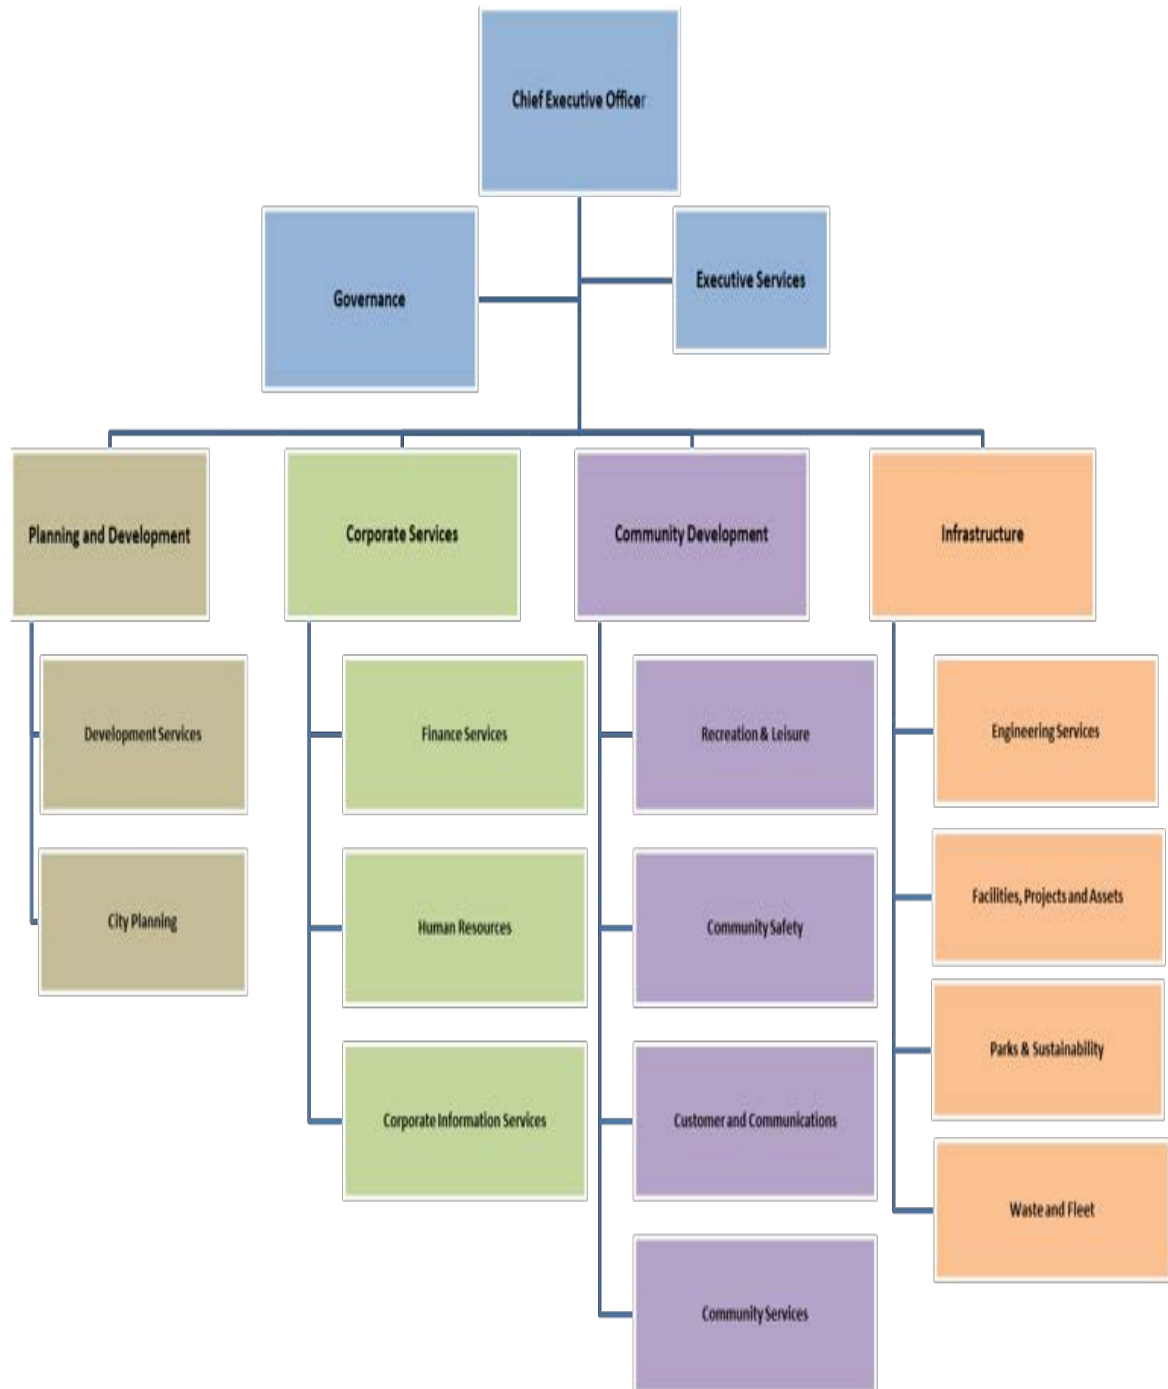 Chief Executive Officer
Governance
Executive Services
Planning and Development
Corporate Services
Community Development
Infrastructure
Development Services
City Planning
Finance Services
Human Resources
Corporate Information Services
Recreation & Leisure
Community Safety
Customer and Communications
Community Services
Engineering Services
Facilities, Projects and Assets
Parks & Sustainability
Waste and Fleet